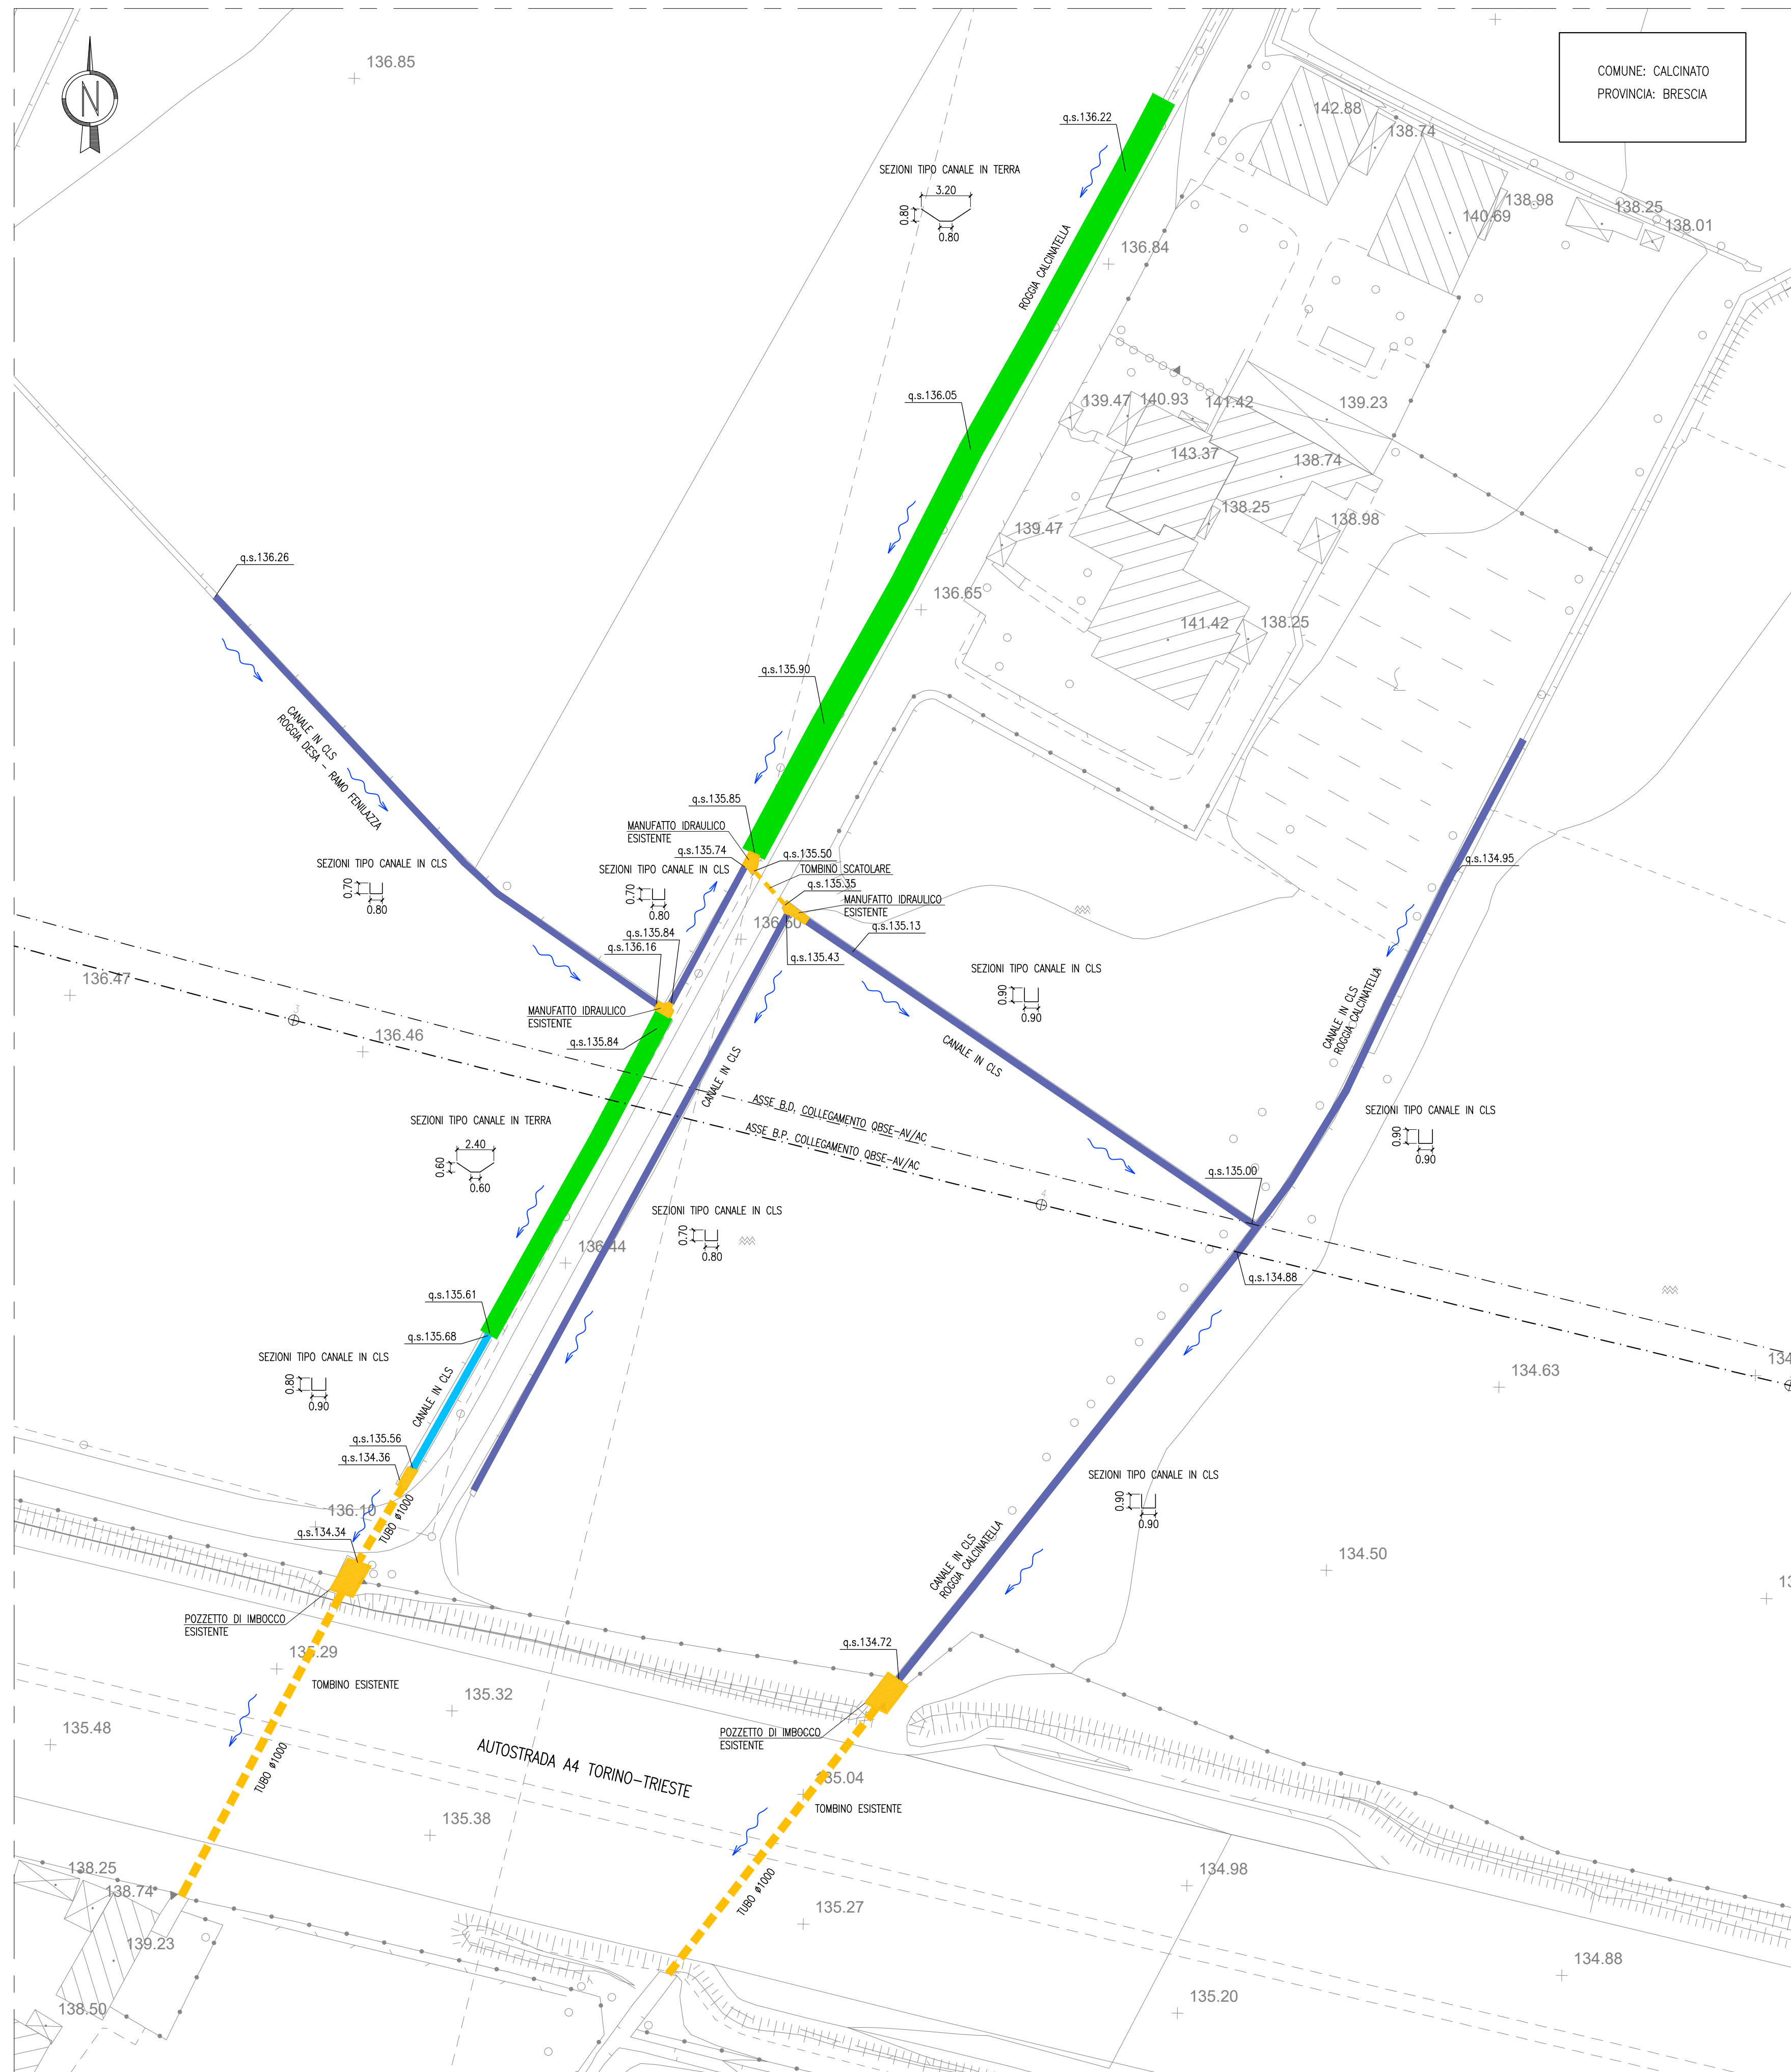 N
COMUNE: CALCINATO
PROVINCIA: BRESCIA
136.85
q.s.136.22
142.88
138.74
SEZIONI TIPO CANALE IN TERRA
3.20
0.80
0.80
138.98
140.69
138.25
138.01
ROGGIA CALCINATELLA
136.84
q.s.136.05
139.47
140.93
141.42
139.23
143.37
138.74
138.25
138.98
139.47
q.s.136.26
136.65
141.42
138.25
q.s.135.90
CANALE IN CLS
ROGGIA DESA - RAMO FENILAZZA
q.s.135.85
MANUFATTO IDRAULICO
ESISTENTE
q.s.135.74
q.s.135.50
SEZIONI TIPO CANALE IN CLS
0.70
0.80
SEZIONI TIPO CANALE IN CLS
0.70
0.80
TOMBINO SCATOLARE
q.s.135.35
MANUFATTO IDRAULICO
ESISTENTE
q.s.134.95
136.60
q.s.135.13
q.s.135.84
q.s.136.16
q.s.135.43
SEZIONI TIPO CANALE IN CLS
0.90
0.90
136.47
3
136.46
MANUFATTO IDRAULICO
ESISTENTE
q.s.135.84
CANALE IN CLS
CANALE IN CLS
CANALE IN CLS
ROGGIA CALCINATELLA
ASSE B.D. COLLEGAMENTO QBSE-AV/AC
ASSE B.P. COLLEGAMENTO QBSE-AV/AC
SEZIONI TIPO CANALE IN TERRA
2.40
0.60
0.60
SEZIONI TIPO CANALE IN CLS
0.90
0.90
q.s.135.00
4
SEZIONI TIPO CANALE IN CLS
0.70
0.80
136.44
q.s.134.88
q.s.135.61
q.s.135.68
SEZIONI TIPO CANALE IN CLS
0.80
0.90
CANALE IN CLS
134.63
134
q.s.135.56
q.s.134.36
SEZIONI TIPO CANALE IN CLS
0.90
0.90
136.10
q.s.134.34
TUBO ø1000
CANALE IN CLS
ROGGIA CALCINATELLA
134.50
POZZETTO DI IMBOCCO
ESISTENTE
135.29
q.s.134.72
TOMBINO ESISTENTE
135.32
135.48
POZZETTO DI IMBOCCO
ESISTENTE
AUTOSTRADA A4 TORINO-TRIESTE
TUBO ø1000
135.04
TOMBINO ESISTENTE
135.38
138.25
138.74
134.98
TUBO ø1000
135.27
139.23
134.88
138.50
135.20